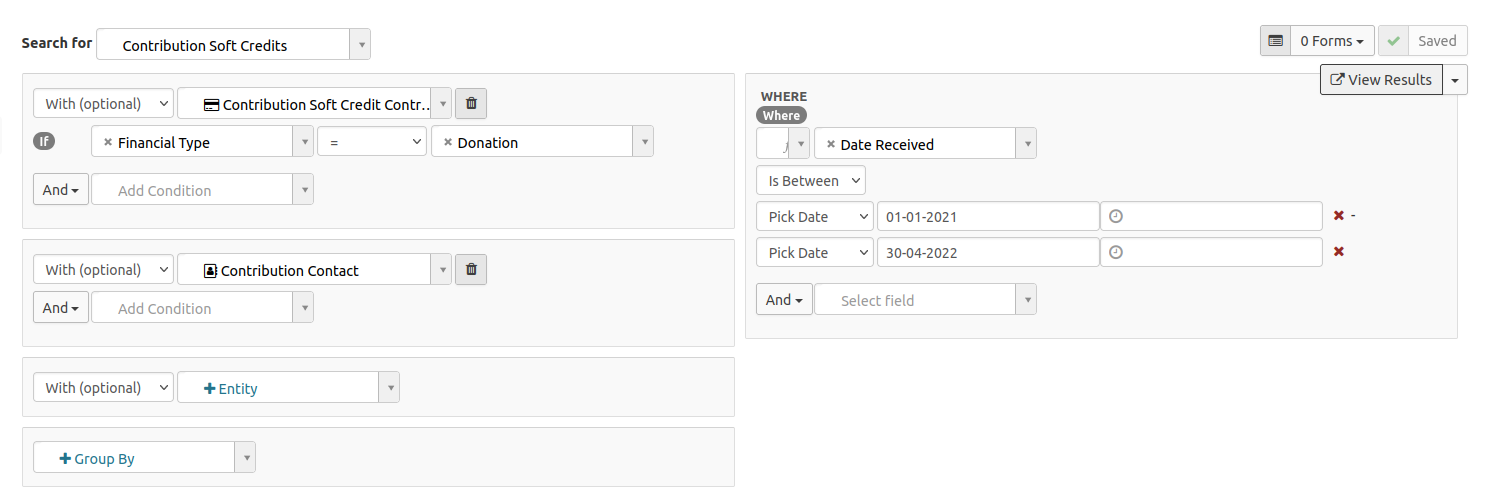 Search for Contribution Soft Credits
0 Forms Saved
View Results
With (optional) Contribution Soft Credit Contr...
If Financial Type = Donation
And Add Condition
With (optional) Contribution Contact
And Add Condition
With (optional) Entity
Group By
WHERE
Where
Date Received
Is Between
Pick Date 01-01-2021 -
Pick Date 30-04-2022
And Select field